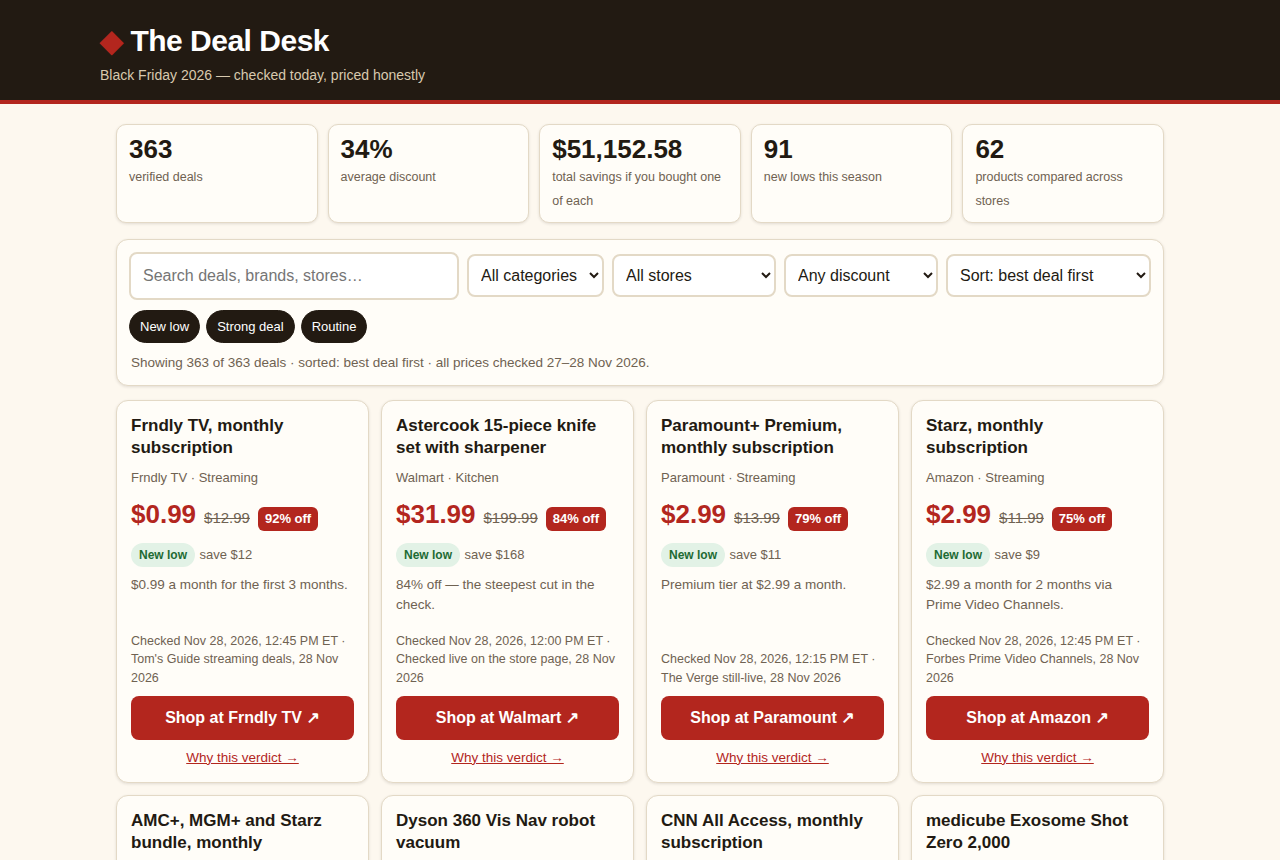 The Deal Desk
Black Friday 2026 — checked today, priced honestly
363
verified deals
34%
average discount
$51,152.58
total savings if you bought one
of each
91
new lows this season
62
products compared across
stores
Search deals, brands, stores…
All categories
All stores
Any discount
Sort: best deal first
New low
Strong deal
Routine
Showing 363 of 363 deals · sorted: best deal first · all prices checked 27–28 Nov 2026.
Frndly TV, monthly
subscription
Frndly TV · Streaming
$0.99 $12.99 92% off
New low save $12
$0.99 a month for the first 3 months.
Checked Nov 28, 2026, 12:45 PM ET ·
Tom's Guide streaming deals, 28 Nov
2026
Shop at Frndly TV ↗
Why this verdict →
Astercook 15-piece knife
set with sharpener
Walmart · Kitchen
$31.99 $199.99 84% off
New low save $168
84% off — the steepest cut in the
check.
Checked Nov 28, 2026, 12:00 PM ET ·
Checked live on the store page, 28 Nov
2026
Shop at Walmart ↗
Why this verdict →
Paramount+ Premium,
monthly subscription
Paramount · Streaming
$2.99 $13.99 79% off
New low save $11
Premium tier at $2.99 a month.
Checked Nov 28, 2026, 12:15 PM ET ·
The Verge still-live, 28 Nov 2026
Shop at Paramount ↗
Why this verdict →
Starz, monthly
subscription
Amazon · Streaming
$2.99 $11.99 75% off
New low save $9
$2.99 a month for 2 months via
Prime Video Channels.
Checked Nov 28, 2026, 12:45 PM ET ·
Forbes Prime Video Channels, 28 Nov
2026
Shop at Amazon ↗
Why this verdict →
AMC+, MGM+ and Starz
bundle, monthly
Dyson 360 Vis Nav robot
vacuum
CNN All Access, monthly
subscription
medicube Exosome Shot
Zero 2,000